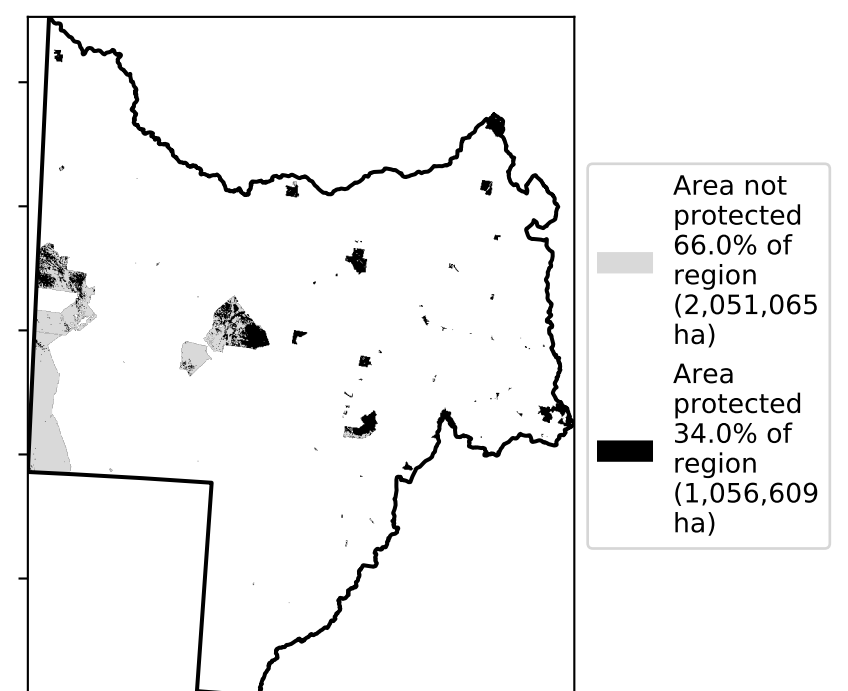 Area not
protected
66.0% of
region
(2,051,065
ha)
Area
protected
34.0% of
region
(1,056,609
ha)